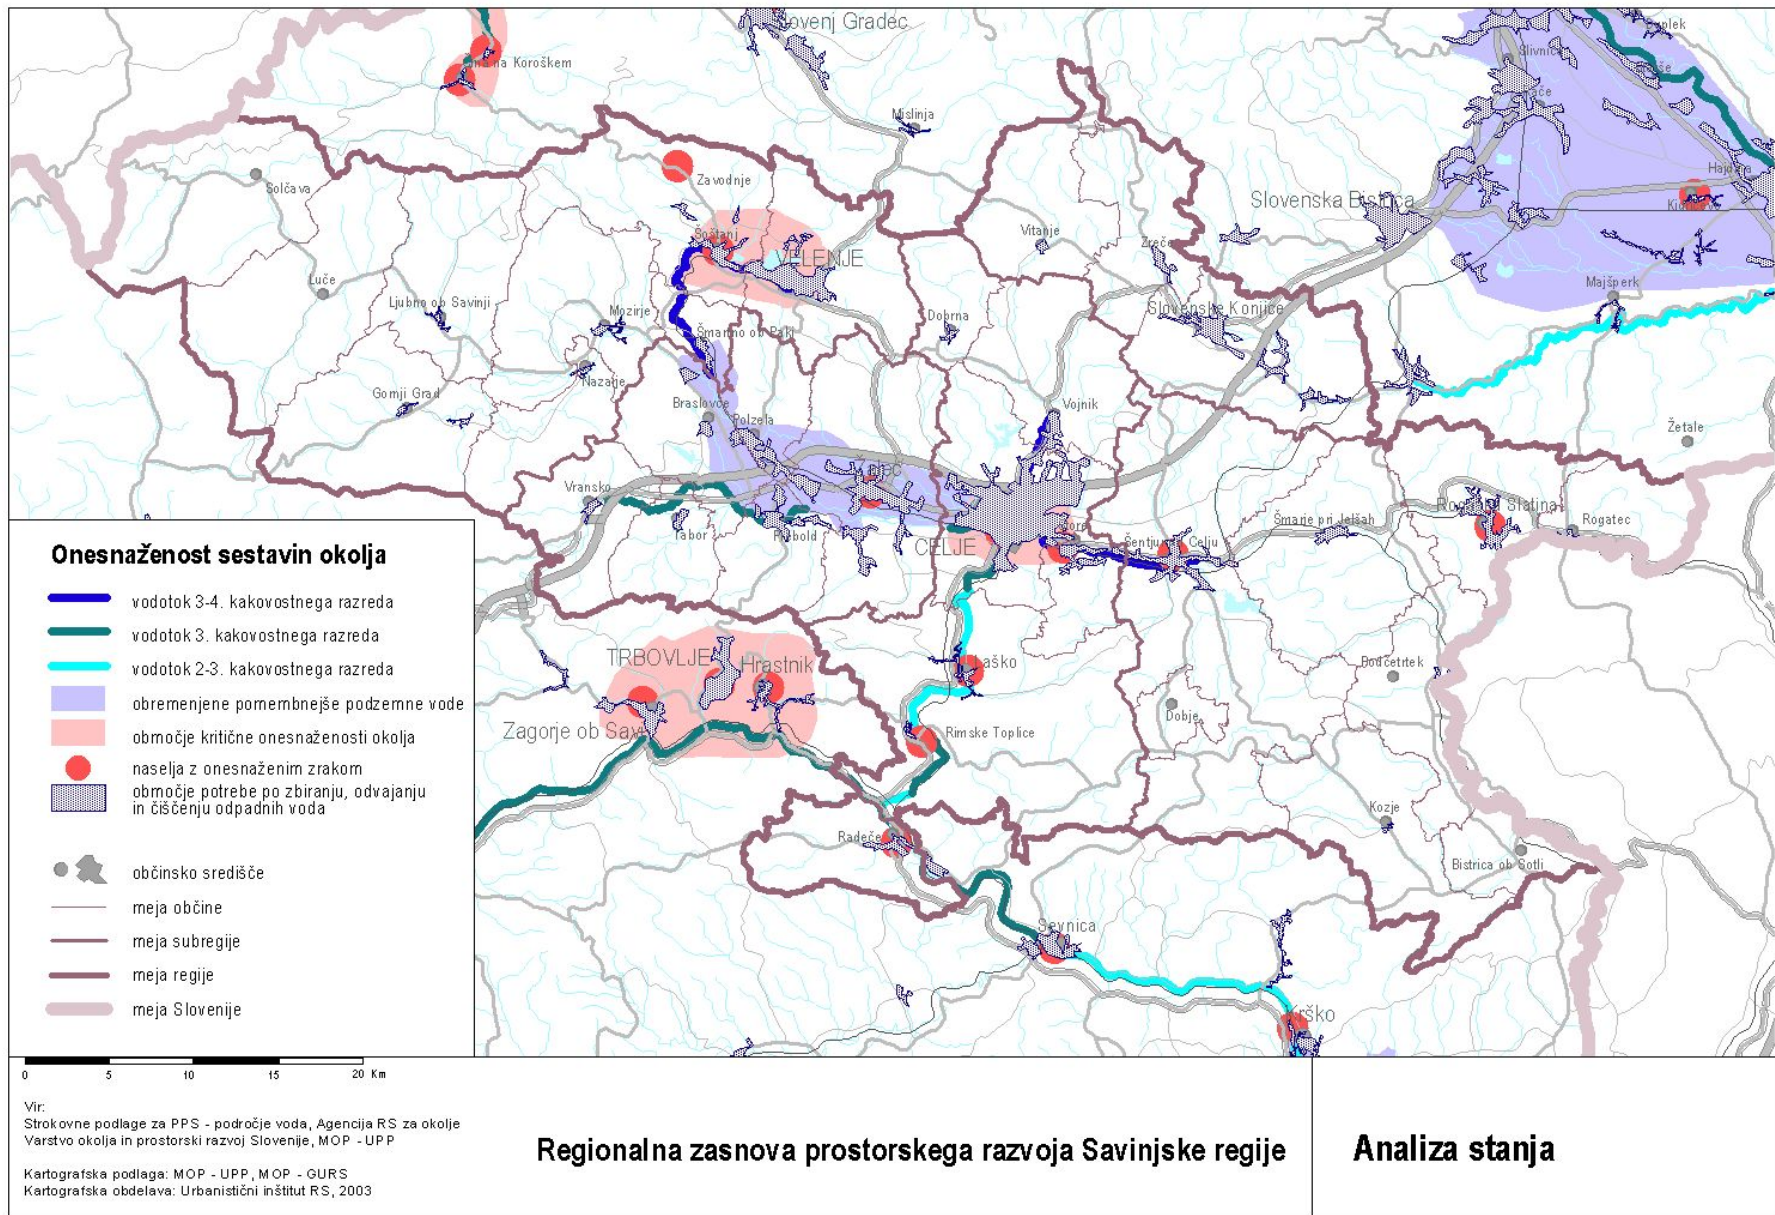 Slovenj Gradec
Duplek
Slivnica
Črna na Koroškem
Mislinja
Hajdina
Solčava
Zavodnje
Slovenska Bistrica
Šoštanj
Vitanje
Zreče
VELENJE
Luče
Ljubno ob Savinji
Mozirje
Majšperk
Dobrna
Slovenske Konjice
Šmartno ob Paki
Nazarje
Gornji Grad
Braslovče
Vojnik
Polzela
Žetale
Žalec
Vransko
Rogaška Slatina
Šmarje pri Jelšah
Rogatec
Štore
Tabor
Prebold
CELJE
Šentjur pri Celju
TRBOVLJE
Hrastnik
Laško
Podčetrtek
Zagorje ob Savi
Dobje
Rimske Toplice
Kozje
Radeče
Bistrica ob Sotli
Sevnica
Krško
Onesnaženost sestavin okolja
vodotok 3-4. kakovostnega razreda
vodotok 3. kakovostnega razreda
vodotok 2-3. kakovostnega razreda
obremenjene pomembnejše podzemne vode
območje kritične onesnaženosti okolja
naselja z onesnaženim zrakom
območje potrebe po zbiranju, odvajanju
in čiščenju odpadnih voda
občinsko središče
meja občine
meja subregije
meja regije
meja Slovenije
0 5 10 15 20 Km
Vir:
Strokovne podlage za PPS - področje voda, Agencija RS za okolje
Varstvo okolja in prostorski razvoj Slovenije, MOP - UPP
Kartografska podlaga: MOP - UPP, MOP - GURS
Kartografska obdelava: Urbanistični inštitut RS, 2003
Regionalna zasnova prostorskega razvoja Savinjske regije
Analiza stanja